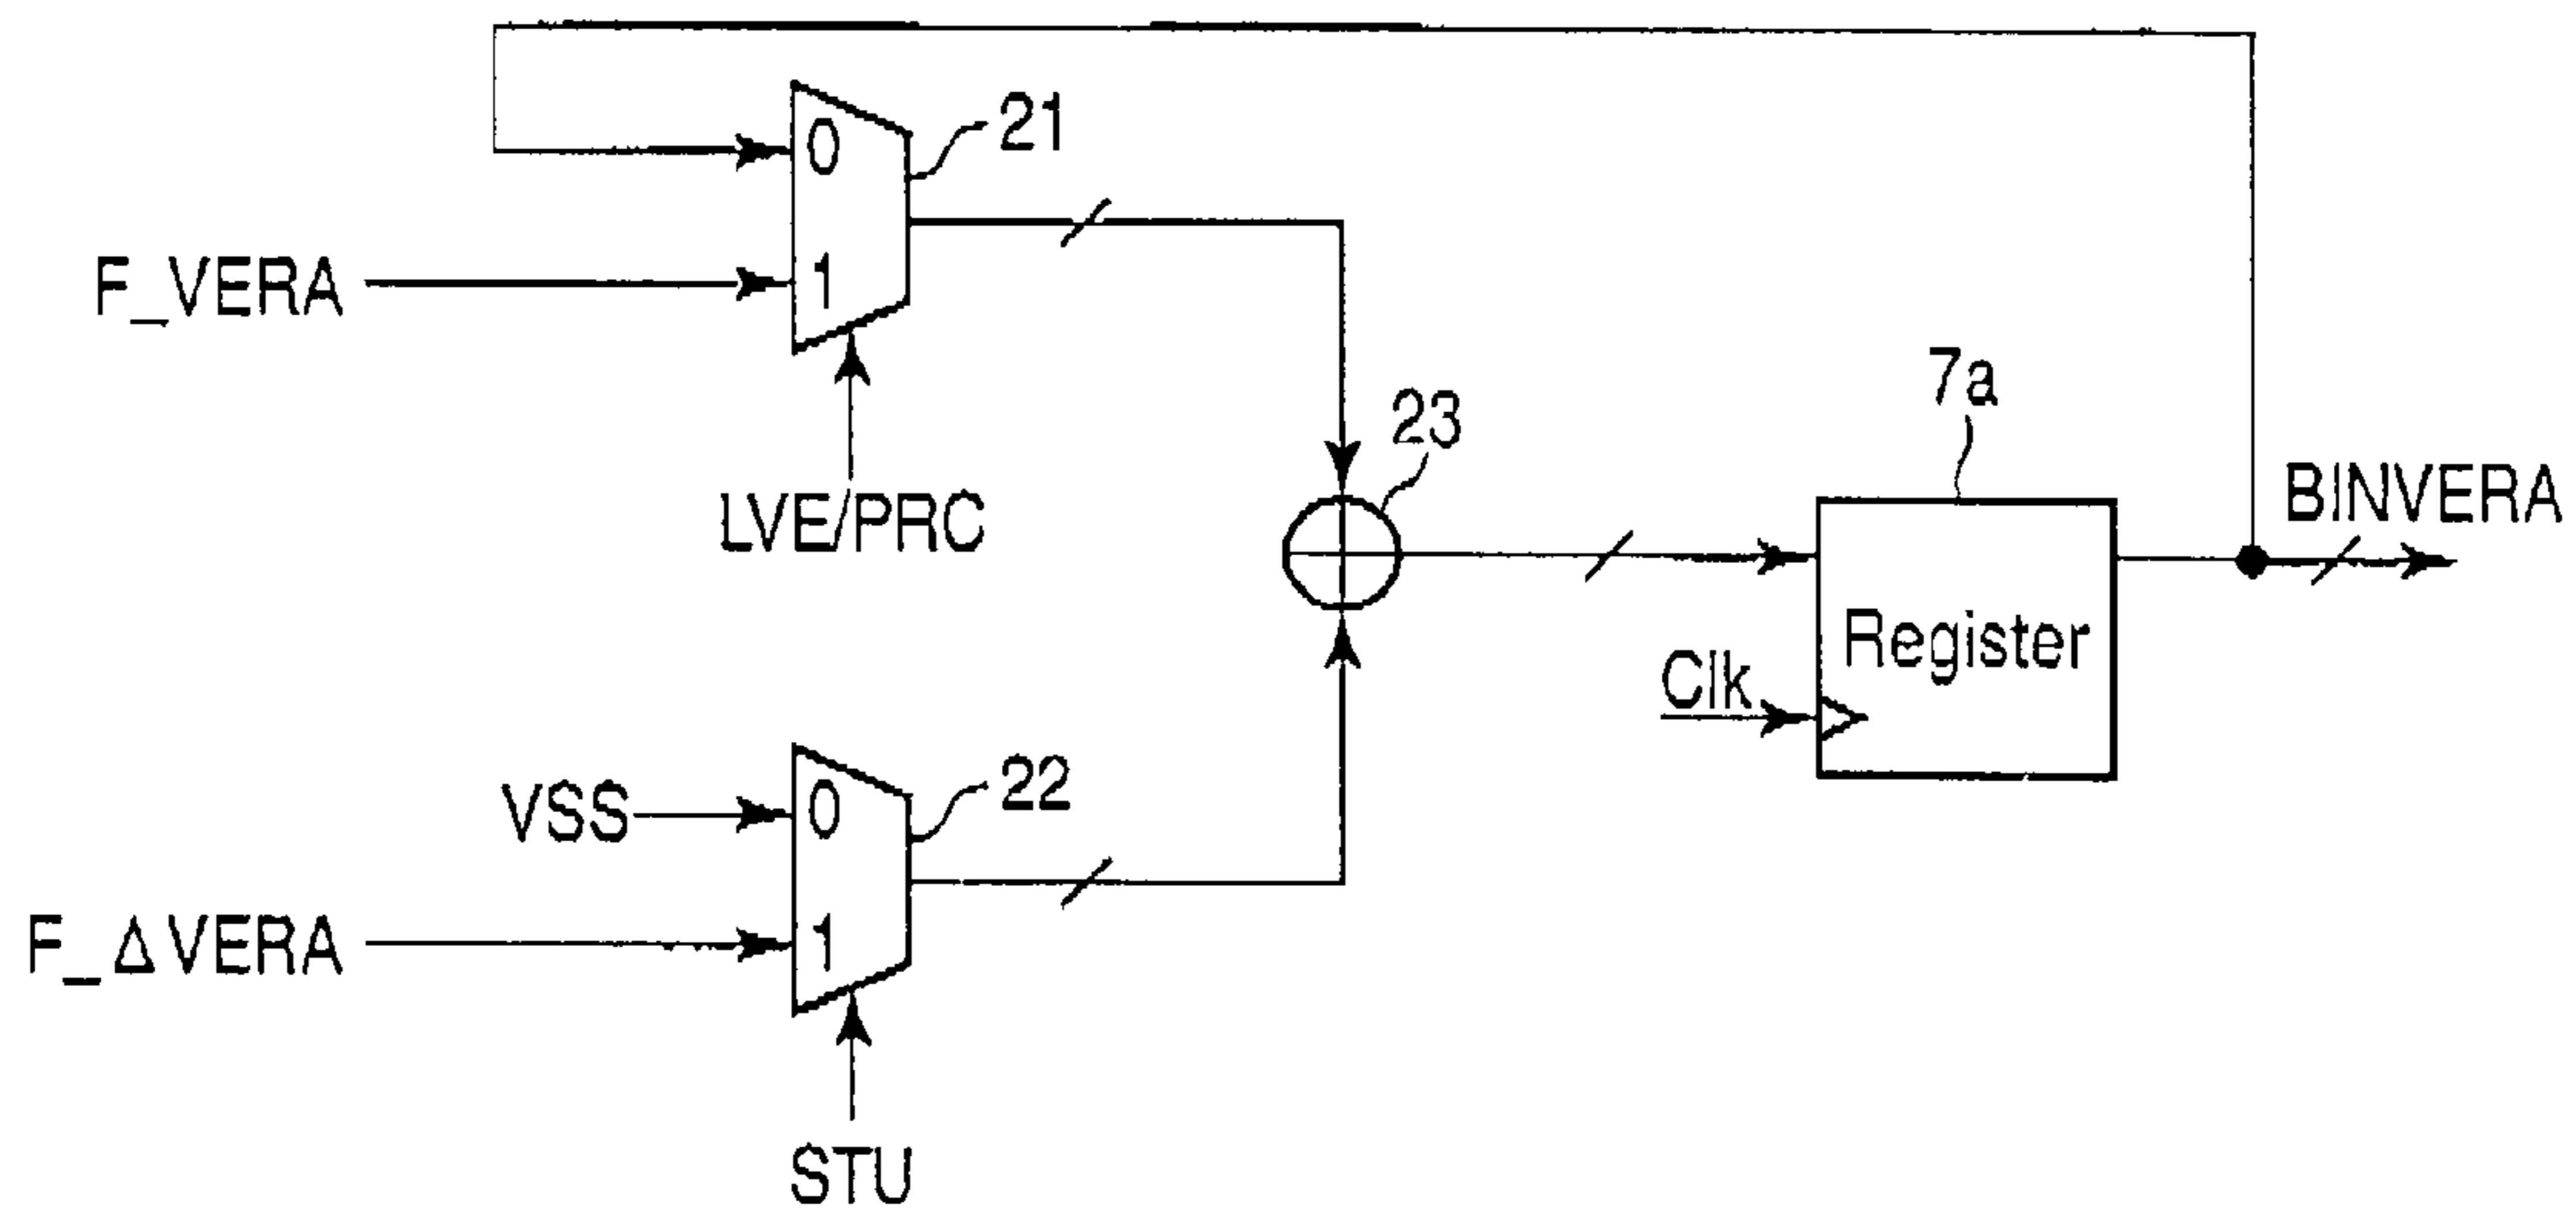 0
21
F_VERA
1
LVE/PRC
23
7a
BINVERA
Register
Clk
VSS
0
22
F_ΔVERA
1
STU